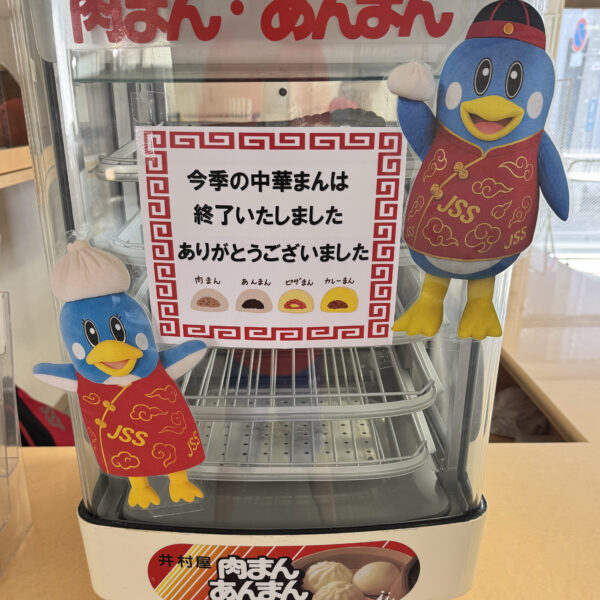 肉まん・あんまん
今季の中華まんは
終了いたしました
ありがとうございました
肉まん あんまん ピザまん カレーまん
JSS
JSS
JSS
井村屋
肉まん
あんまん